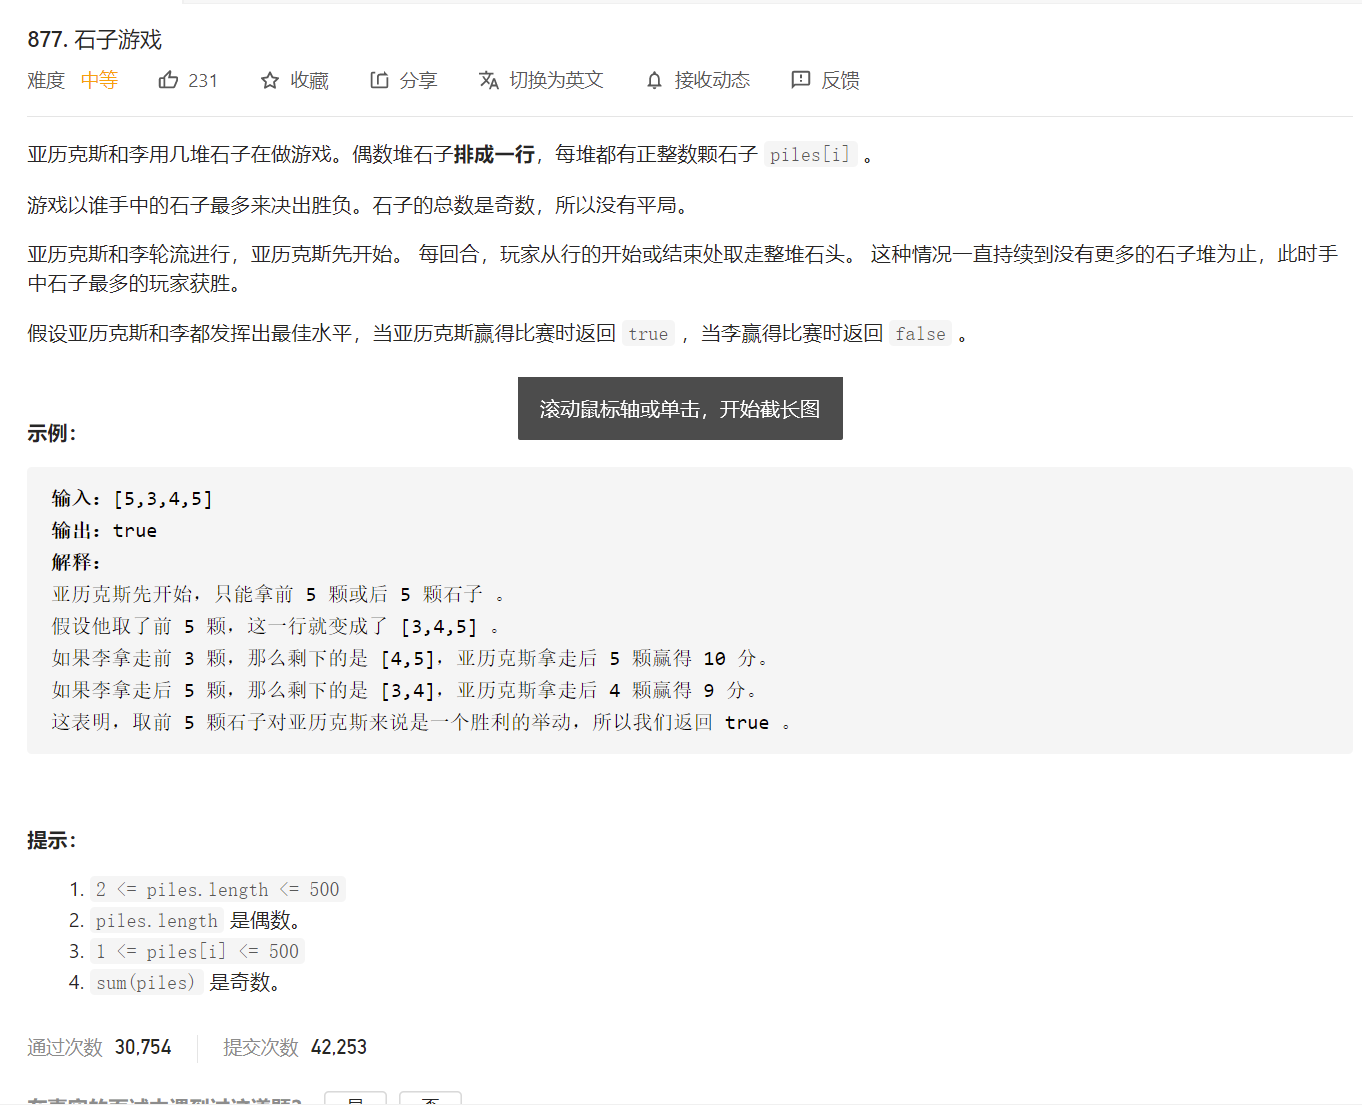 877. 石子游戏
难度 中等 231 收藏 分享 切换为英文 接收动态 反馈
亚历克斯和李用几堆石子在做游戏。偶数堆石子排成一行，每堆都有正整数颗石子 piles[i] 。
游戏以谁手中的石子最多来决出胜负。石子的总数是奇数，所以没有平局。
亚历克斯和李轮流进行，亚历克斯先开始。 每回合，玩家从行的开始或结束处取走整堆石头。 这种情况一直持续到没有更多的石子堆为止，此时手
中石子最多的玩家获胜。
假设亚历克斯和李都发挥出最佳水平，当亚历克斯赢得比赛时返回 true ，当李赢得比赛时返回 false 。
滚动鼠标轴或单击，开始截长图
示例：
输入：[5,3,4,5]
输出：true
解释：
亚历克斯先开始，只能拿前 5 颗或后 5 颗石子 。
假设他取了前 5 颗，这一行就变成了 [3,4,5] 。
如果李拿走前 3 颗，那么剩下的是 [4,5]，亚历克斯拿走后 5 颗赢得 10 分。
如果李拿走后 5 颗，那么剩下的是 [3,4]，亚历克斯拿走后 4 颗赢得 9 分。
这表明，取前 5 颗石子对亚历克斯来说是一个胜利的举动，所以我们返回 true 。
提示：
1. 2 <= piles.length <= 500
2. piles.length 是偶数。
3. 1 <= piles[i] <= 500
4. sum(piles) 是奇数。
通过次数 30,754 提交次数 42,253